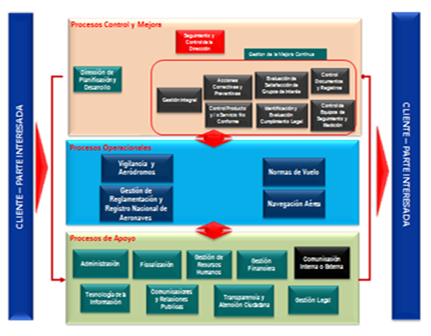 CLIENTE – PARTE INTERESADA
Procesos Control y Mejora
Seguimiento y
Control de la
Dirección
Gestion de la Mejora Continua
Dirección de
Planificación y
Desarrollo
Gestión Integral
Acciones
Correctivas y
Preventivas
Evaluación de
Satisfacción de
Grupos de Interés
Control
Documentos
y Registros
Control Producto
y / o Servicio No
Conforme
Identificación y
Evaluación
Cumplimiento Legal
Control de
Equipos de
Seguimiento y
Medición
Procesos Operacionales
Vigilancia y
Aeródromos
Normas de Vuelo
Gestión de
Reglamentación y
Registro Nacional de
Aeronaves
Navegación Aérea
Procesos de Apoyo
Administración
Fiscalización
Gestión de
Recursos
Humanos
Gestión
Financiera
Comunicación
Interna o Externa
Tecnología de la
Información
Comunicaciones
y Relaciones
Publicas
Transparencia y
Atención Ciudadana
Gestión Legal
CLIENTE – PARTE INTERESADA